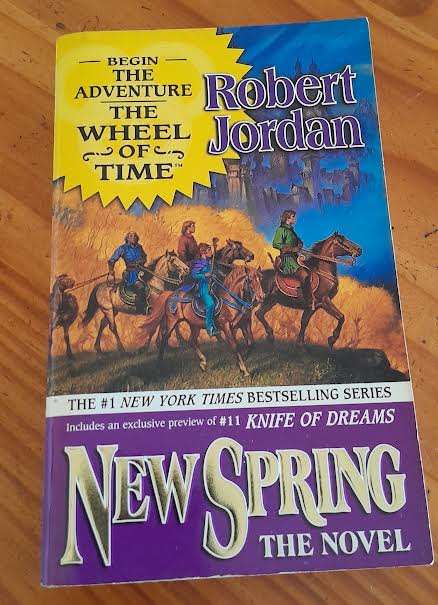 BEGIN
THE
ADVENTURE
THE
WHEEL
OF
TIME™
Robert
Jordan
THE #1 NEW YORK TIMES BESTSELLING SERIES
Includes an exclusive preview of #11 KNIFE OF DREAMS
NEW SPRING
THE NOVEL